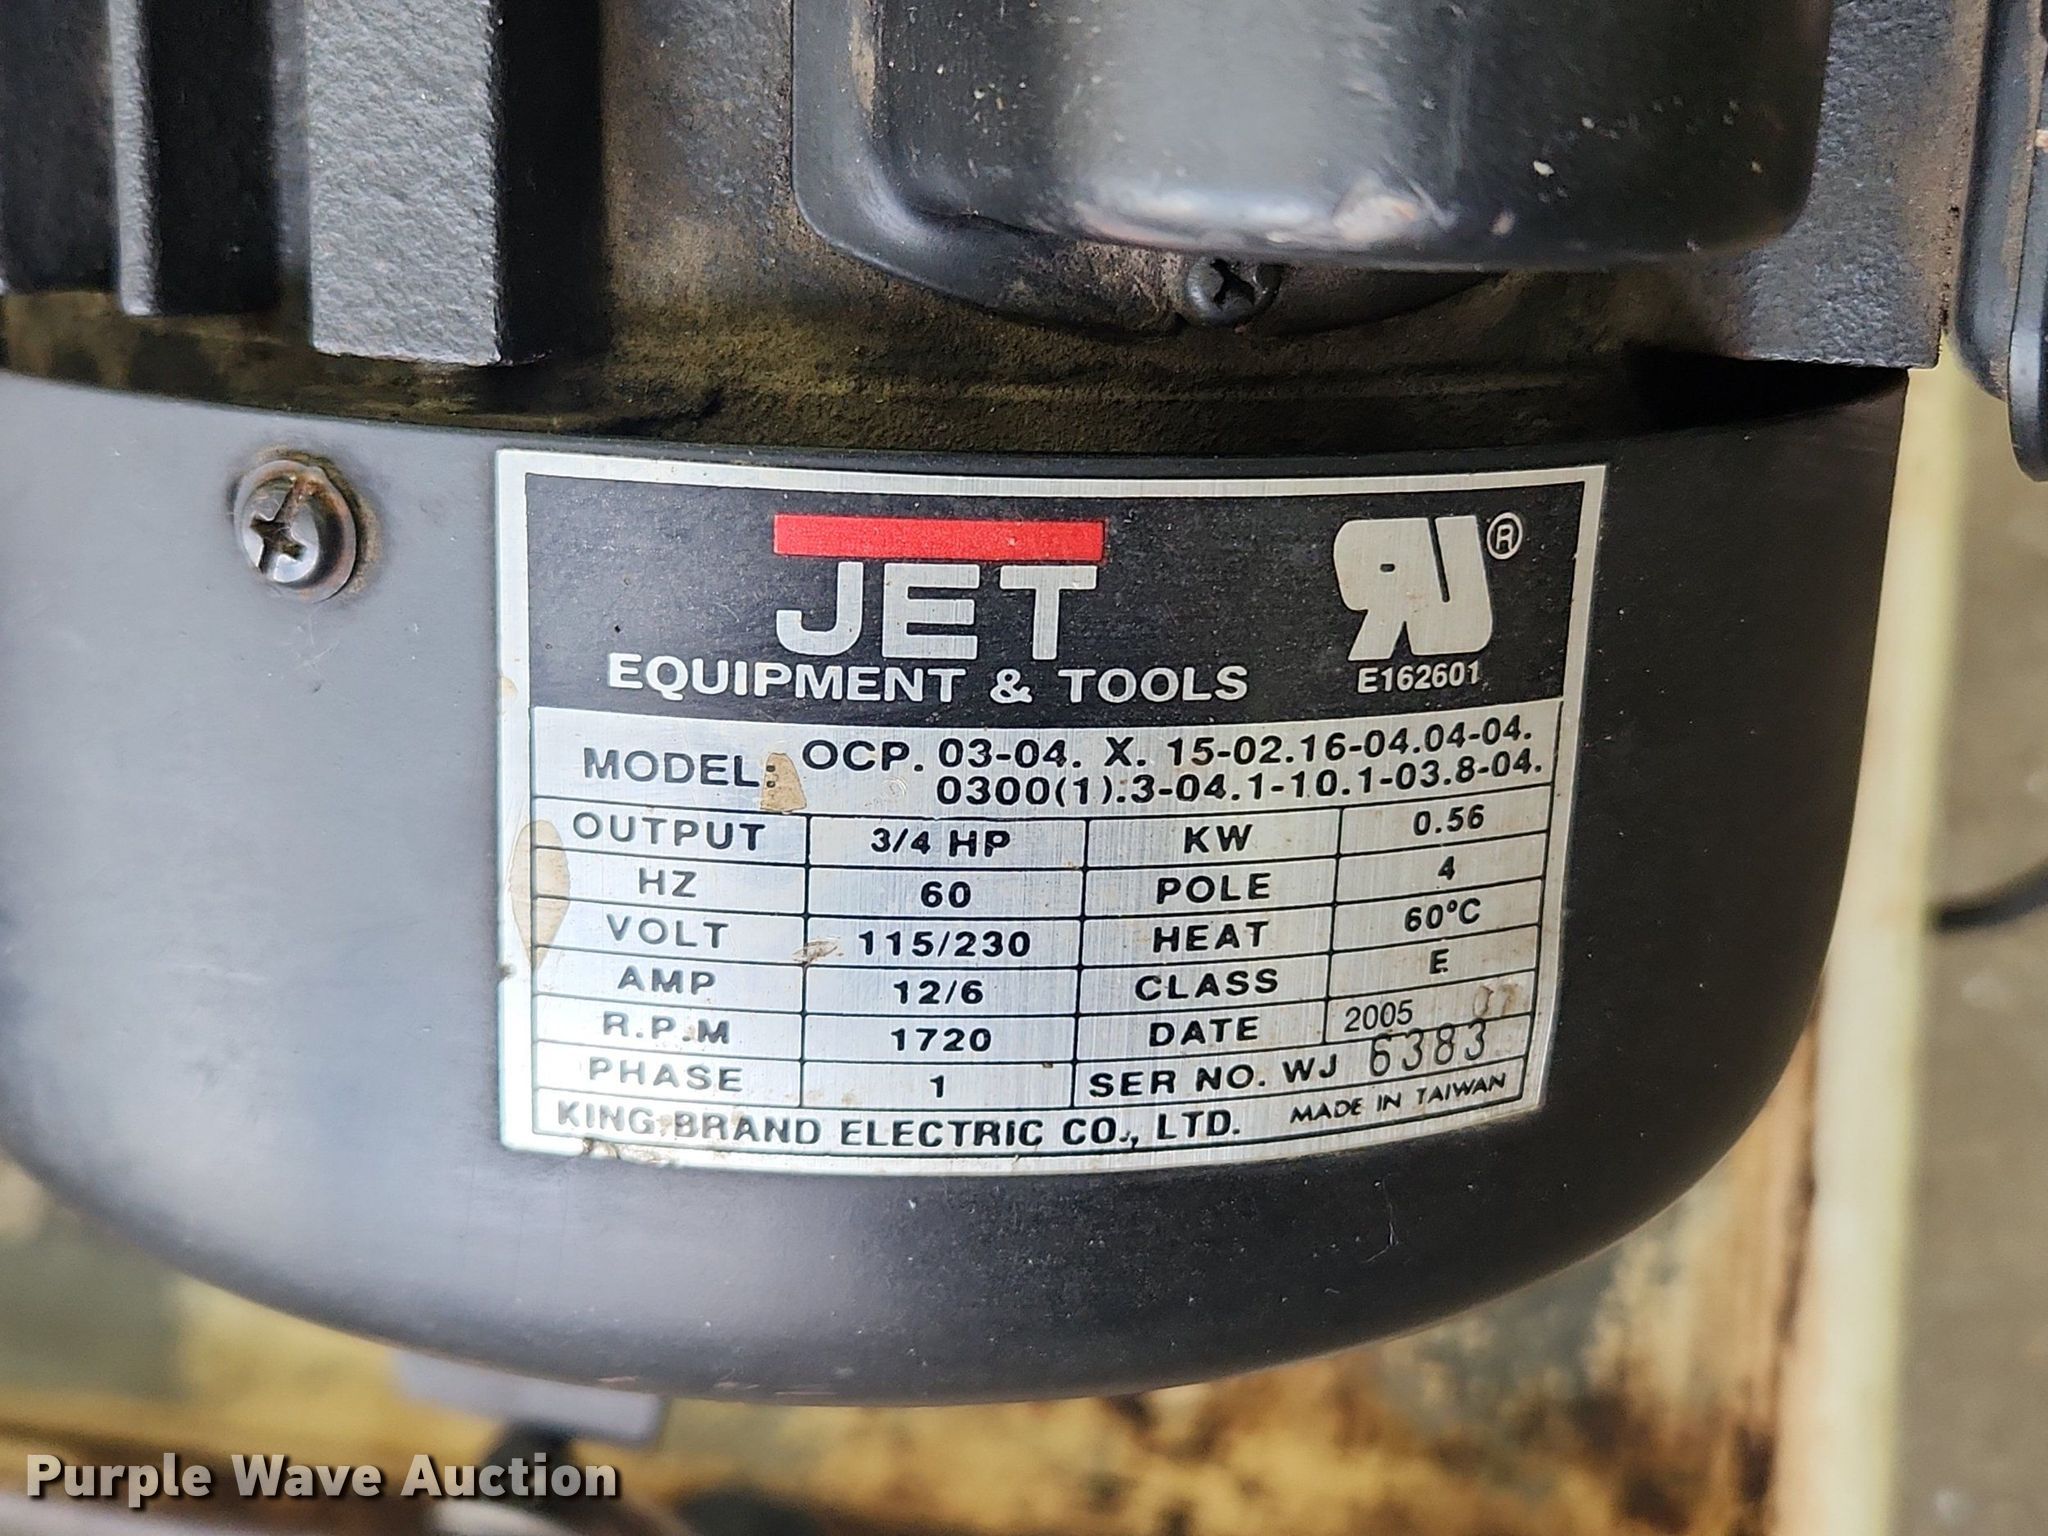 JET
EQUIPMENT & TOOLS
RU®
E162601
MODEL: OCP. 03-04. X. 15-02.16-04.04-04.
0300(1).3-04.1-10.1-03.8-04.
OUTPUT 3/4 HP KW 0.56
HZ 60 POLE 4
VOLT 115/230 HEAT 60°C
AMP 12/6 CLASS E
R.P.M 1720 DATE 2005 07
PHASE 1 SER NO. WJ 6383
KING BRAND ELECTRIC CO., LTD. MADE IN TAIWAN
Purple Wave Auction